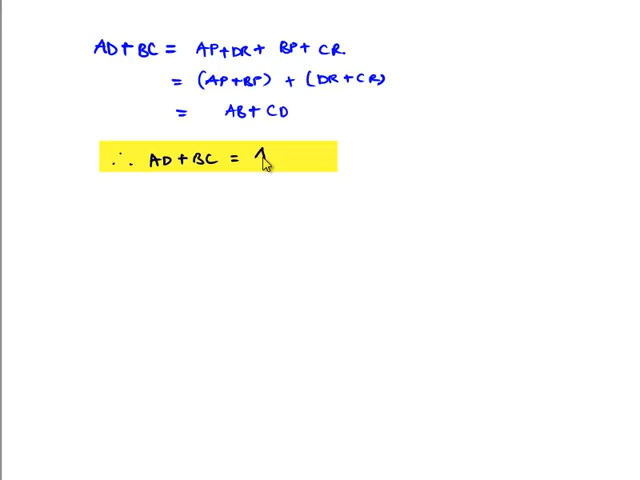 AD+BC = AP+DR+ BP+ CR.
= (AP+BP) + (DR+CR)
= AB+ CD
∴ AD+BC =